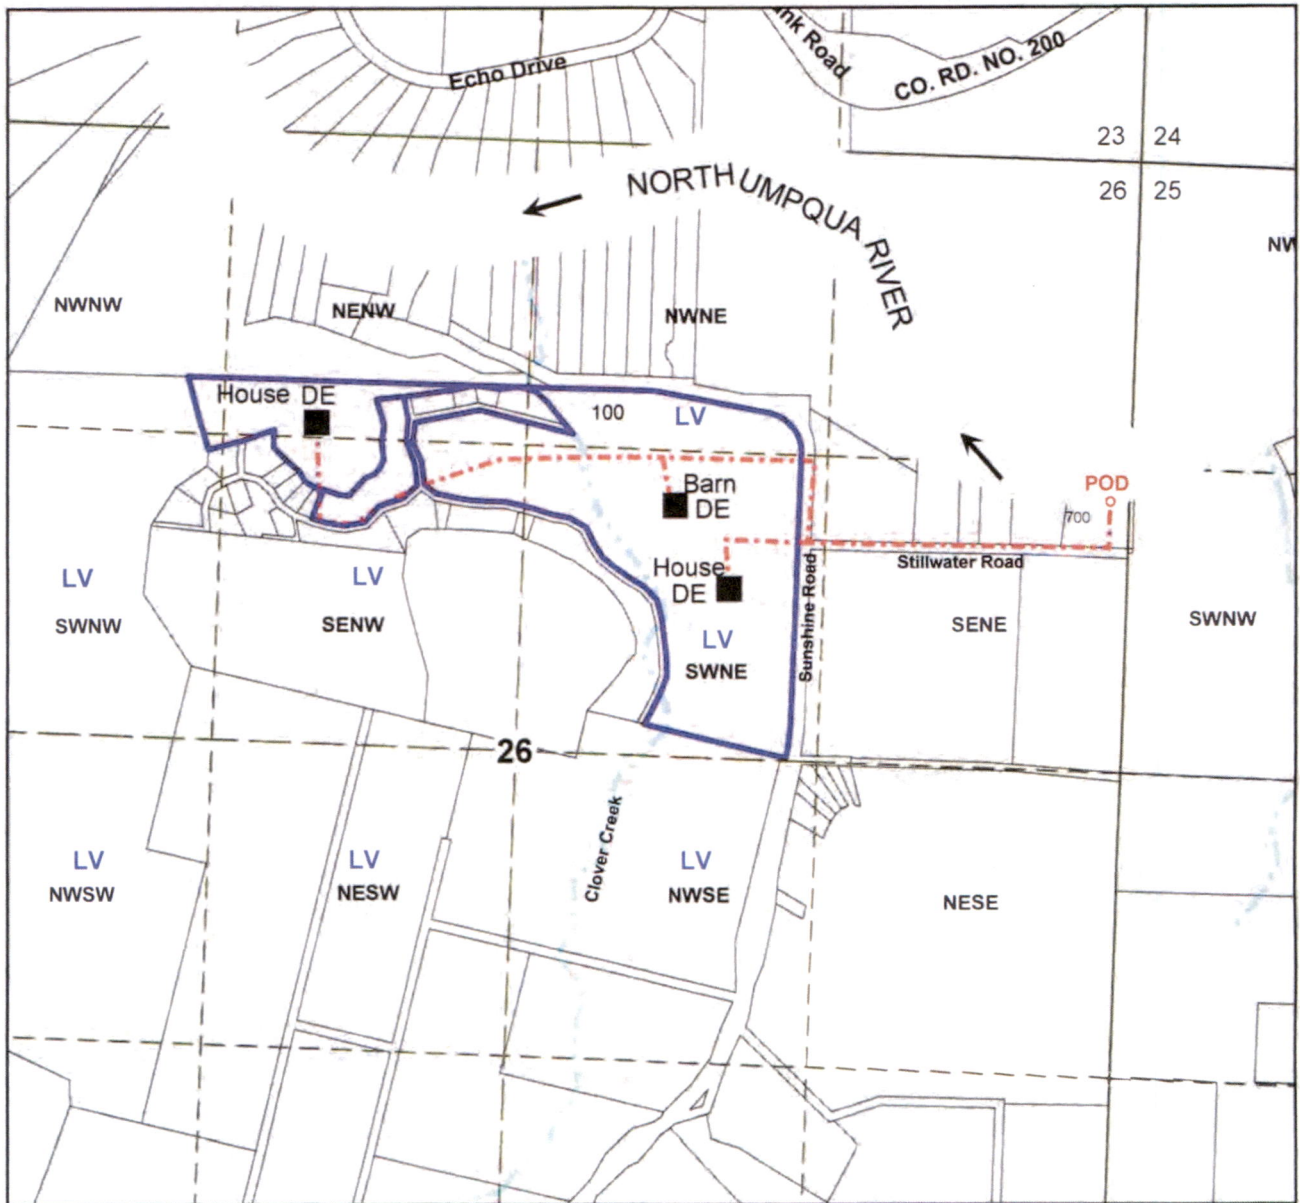 Echo Drive
Road
CO. RD. NO. 200
23 24
26 25
NORTH UMPQUA RIVER
NW
NWNW
NENW
NWNE
House DE
100
LV
Barn
DE
POD
700
Stillwater Road
House
DE
Sunshine Road
LV
LV
SWNW
SENW
LV
SWNE
SENE
SWNW
26
Clover Creek
LV
NWSW
LV
NESW
LV
NWSE
NESE